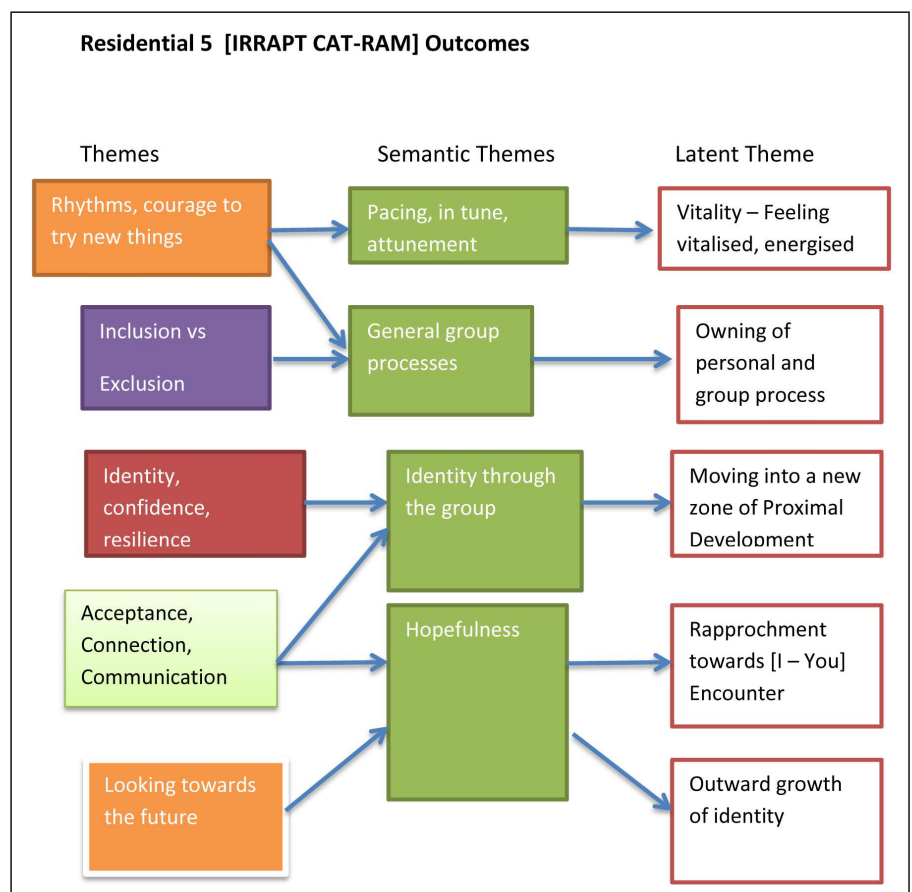 Residential 5 [IRRAPT CAT-RAM] Outcomes
Themes
Semantic Themes
Latent Theme
Rhythms, courage to
try new things
Pacing, in tune,
attunement
Vitality – Feeling
vitalised, energised
Inclusion vs
Exclusion
General group
processes
Owning of
personal and
group process
Identity,
confidence,
resilience
Identity through
the group
Moving into a new
zone of Proximal
Development
Acceptance,
Connection,
Communication
Hopefulness
Rapprochment
towards [I – You]
Encounter
Looking towards
the future
Outward growth
of identity